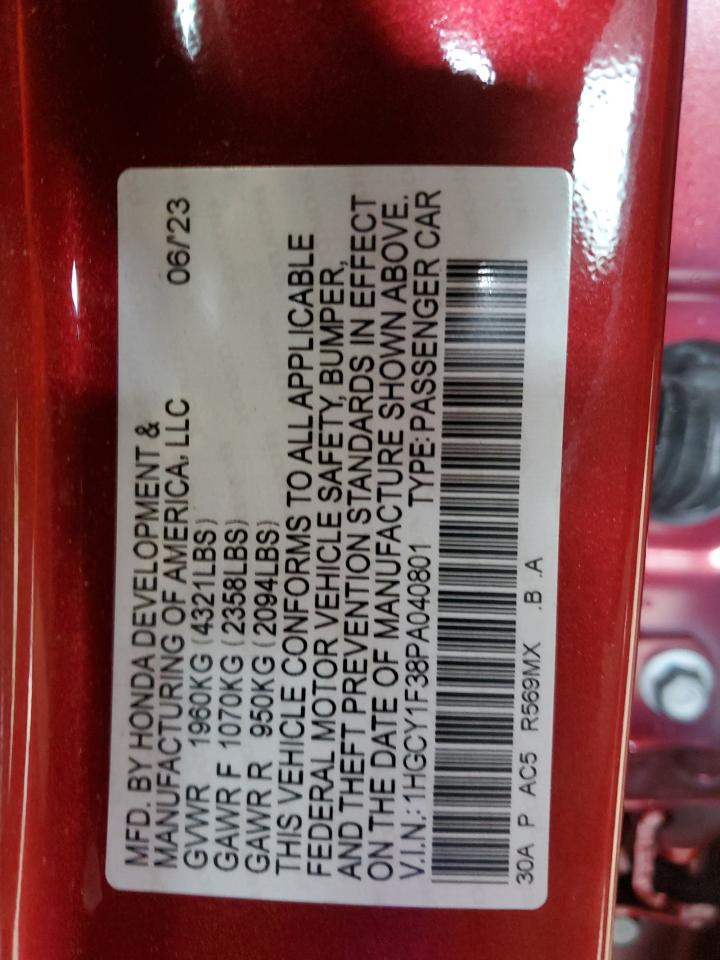 MFD. BY HONDA DEVELOPMENT & 06/'23
MANUFACTURING OF AMERICA, LLC
GVWR 1960KG (4321LBS)
GAWR F 1070KG (2358LBS)
GAWR R 950KG (2094LBS)
THIS VEHICLE CONFORMS TO ALL APPLICABLE
FEDERAL MOTOR VEHICLE SAFETY, BUMPER,
AND THEFT PREVENTION STANDARDS IN EFFECT
ON THE DATE OF MANUFACTURE SHOWN ABOVE.
V.I.N.: 1HGCY1F38PA040801 TYPE: PASSENGER CAR
30A P AC5 R569MX .B .A